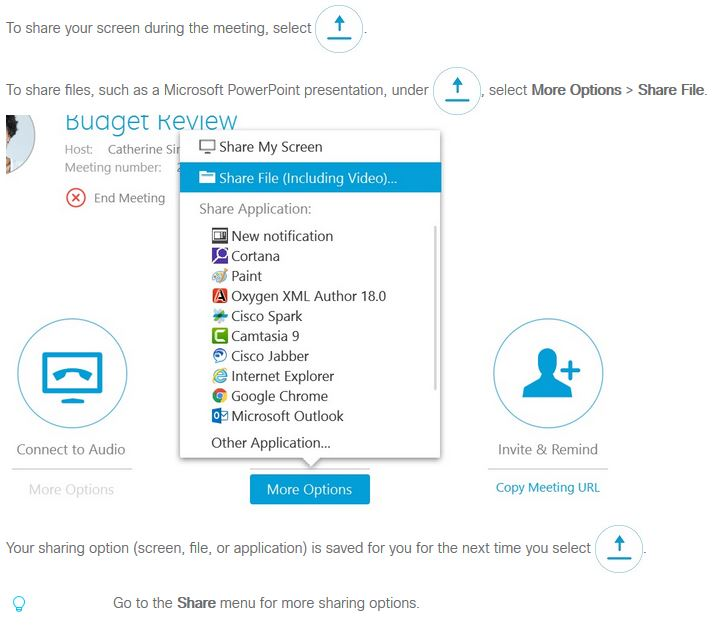 To share your screen during the meeting, select .
To share files, such as a Microsoft PowerPoint presentation, under , select More Options > Share File.
Budget Review
Host: Catherine
Meeting number:
End Meeting
Share My Screen
Share File (Including Video)...
Share Application:
New notification
Cortana
Paint
Oxygen XML Author 18.0
Cisco Spark
Camtasia 9
Cisco Jabber
Internet Explorer
Google Chrome
Microsoft Outlook
Other Application...
Connect to Audio
More Options
More Options
Invite & Remind
Copy Meeting URL
Your sharing option (screen, file, or application) is saved for you for the next time you select .
Go to the Share menu for more sharing options.